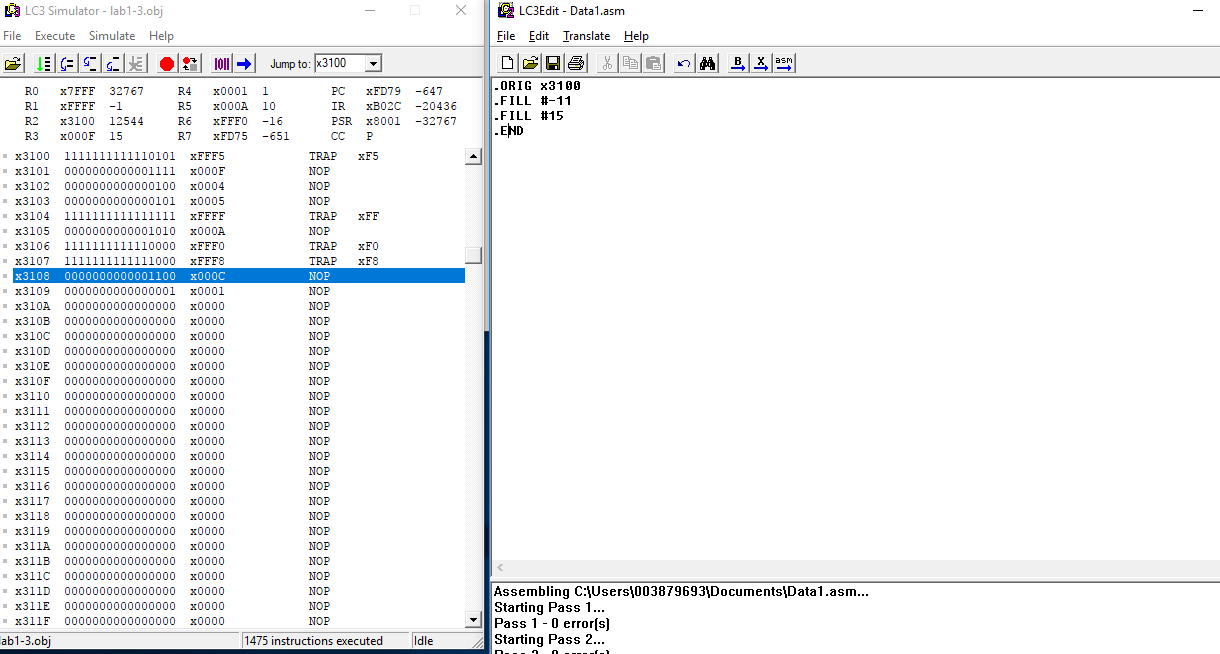 LC3 Simulator - lab1-3.obj
File Execute Simulate Help
Jump to: x3100
R0 x7FFF 32767 R4 x0001 1 PC xFD79 -647
R1 xFFFF -1 R5 x000A 10 IR xB02C -20436
R2 x3100 12544 R6 xFFF0 -16 PSR x8001 -32767
R3 x000F 15 R7 xFD75 -651 CC P
x3100 1111111111110101 xFFF5 TRAP xF5
x3101 0000000000001111 x000F NOP
x3102 0000000000000100 x0004 NOP
x3103 0000000000000101 x0005 NOP
x3104 1111111111111111 xFFFF TRAP xFF
x3105 0000000000001010 x000A NOP
x3106 1111111111110000 xFFF0 TRAP xF0
x3107 1111111111111000 xFFF8 TRAP xF8
x3108 0000000000001100 x000C NOP
x3109 0000000000000001 x0001 NOP
x310A 0000000000000000 x0000 NOP
x310B 0000000000000000 x0000 NOP
x310C 0000000000000000 x0000 NOP
x310D 0000000000000000 x0000 NOP
x310E 0000000000000000 x0000 NOP
x310F 0000000000000000 x0000 NOP
x3110 0000000000000000 x0000 NOP
x3111 0000000000000000 x0000 NOP
x3112 0000000000000000 x0000 NOP
x3113 0000000000000000 x0000 NOP
x3114 0000000000000000 x0000 NOP
x3115 0000000000000000 x0000 NOP
x3116 0000000000000000 x0000 NOP
x3117 0000000000000000 x0000 NOP
x3118 0000000000000000 x0000 NOP
x3119 0000000000000000 x0000 NOP
x311A 0000000000000000 x0000 NOP
x311B 0000000000000000 x0000 NOP
x311C 0000000000000000 x0000 NOP
x311D 0000000000000000 x0000 NOP
x311E 0000000000000000 x0000 NOP
x311F 0000000000000000 x0000 NOP
lab1-3.obj 1475 instructions executed Idle
LC3Edit - Data1.asm
File Edit Translate Help
B X asm
.ORIG x3100
.FILL #-11
.FILL #15
.END
Assembling C:\Users\003879693\Documents\Data1.asm...
Starting Pass 1...
Pass 1 - 0 error(s)
Starting Pass 2...
Pass 2 - 0 error(s)